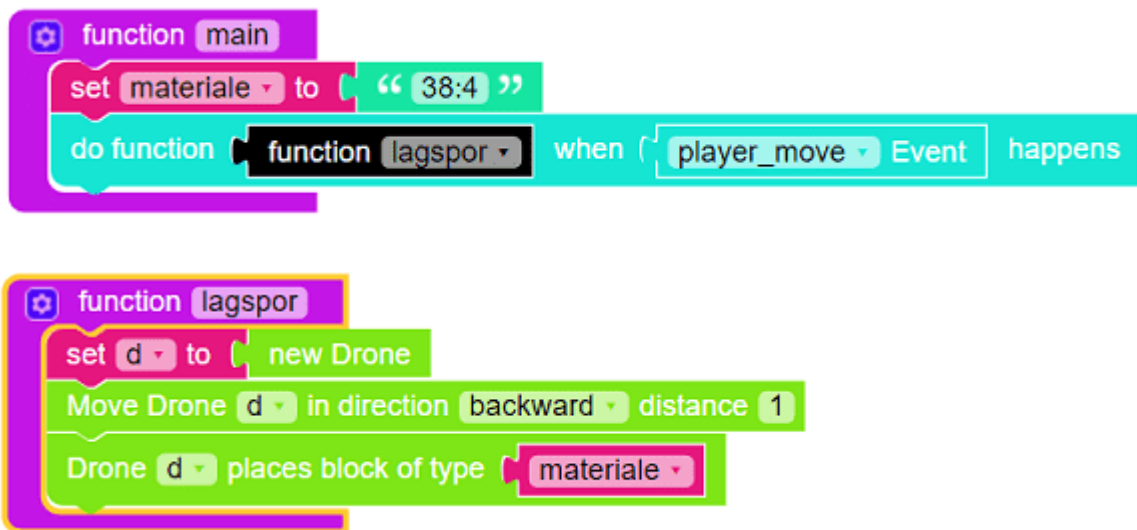 function main
set materiale to “ 38:4 ”
do function function lagspor when player_move Event happens
function lagspor
set d to new Drone
Move Drone d in direction backward distance 1
Drone d places block of type materiale